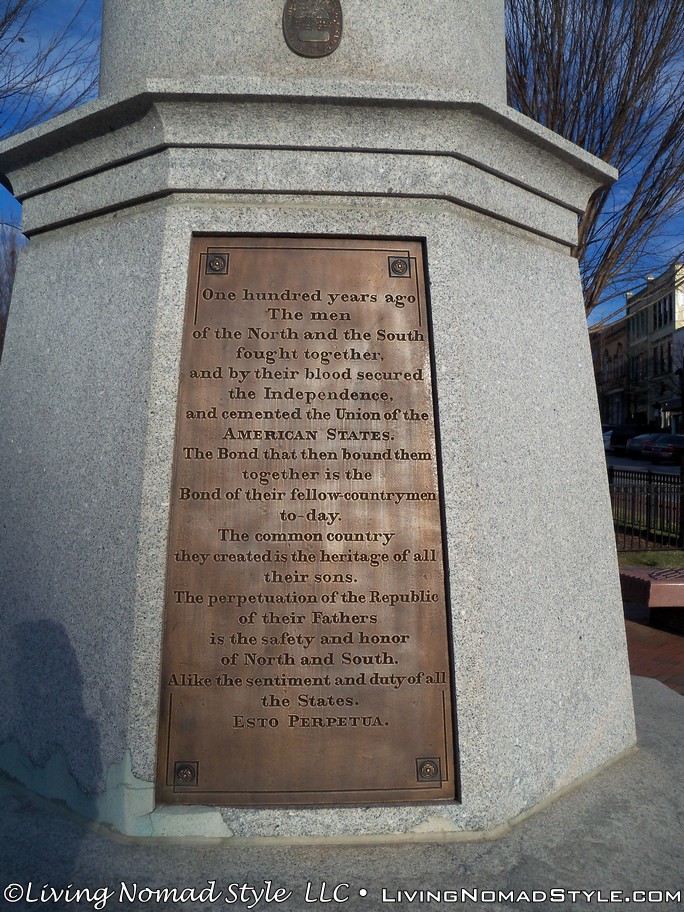 One hundred years ago
The men
of the North and the South
fought together,
and by their blood secured
the Independence,
and cemented the Union of the
AMERICAN STATES.
The Bond that then bound them
together is the
Bond of their fellow-countrymen
to-day.
The common country
they created is the heritage of all
their sons.
The perpetuation of the Republic
of their Fathers
is the safety and honor
of North and South.
Alike the sentiment and duty of all
the States.
ESTO PERPETUA.
©LIVING NOMAD STYLE LLC • LIVINGNOMADSTYLE.COM